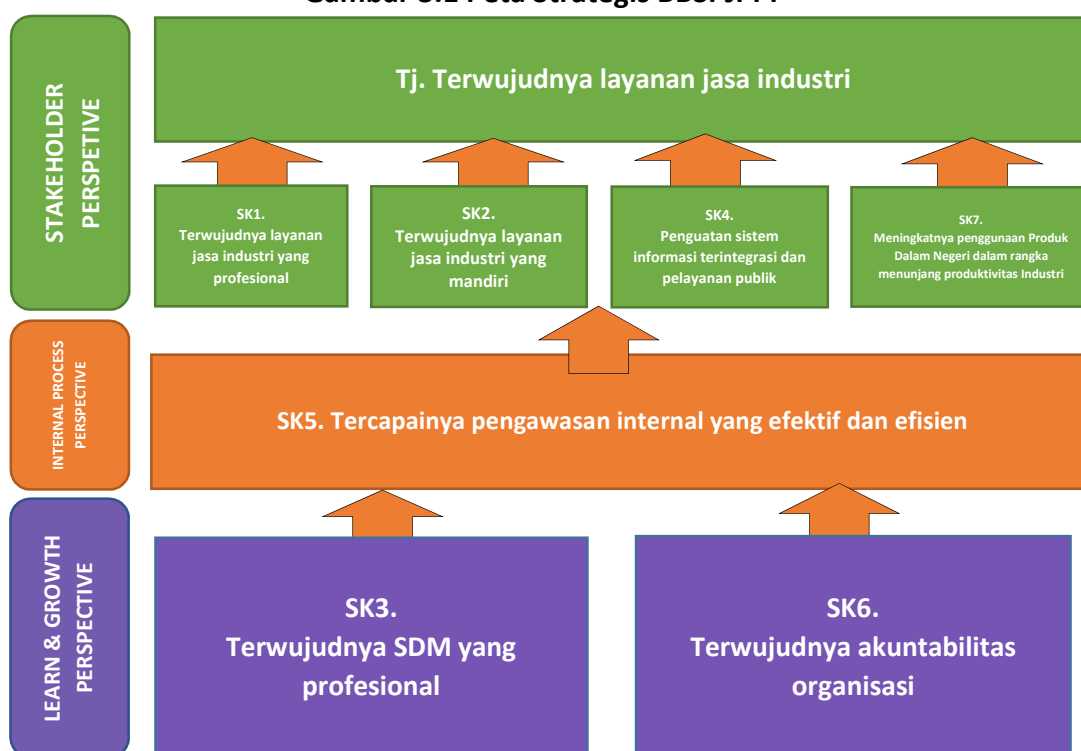 STAKEHOLDER
PERSPETIVE
Tj. Terwujudnya layanan jasa industri
SK1.
Terwujudnya layanan
jasa industri yang
profesional
SK2.
Terwujudnya layanan
jasa industri yang
mandiri
SK4.
Penguatan sistem
informasi terintegrasi dan
pelayanan publik
SK7.
Meningkatnya penggunaan Produk
Dalam Negeri dalam rangka
menunjang produktivitas Industri
INTERNAL PROCESS
PERSPECTIVE
SK5. Tercapainya pengawasan internal yang efektif dan efisien
LEARN & GROWTH
PERSPECTIVE
SK3.
Terwujudnya SDM yang
profesional
SK6.
Terwujudnya akuntabilitas
organisasi